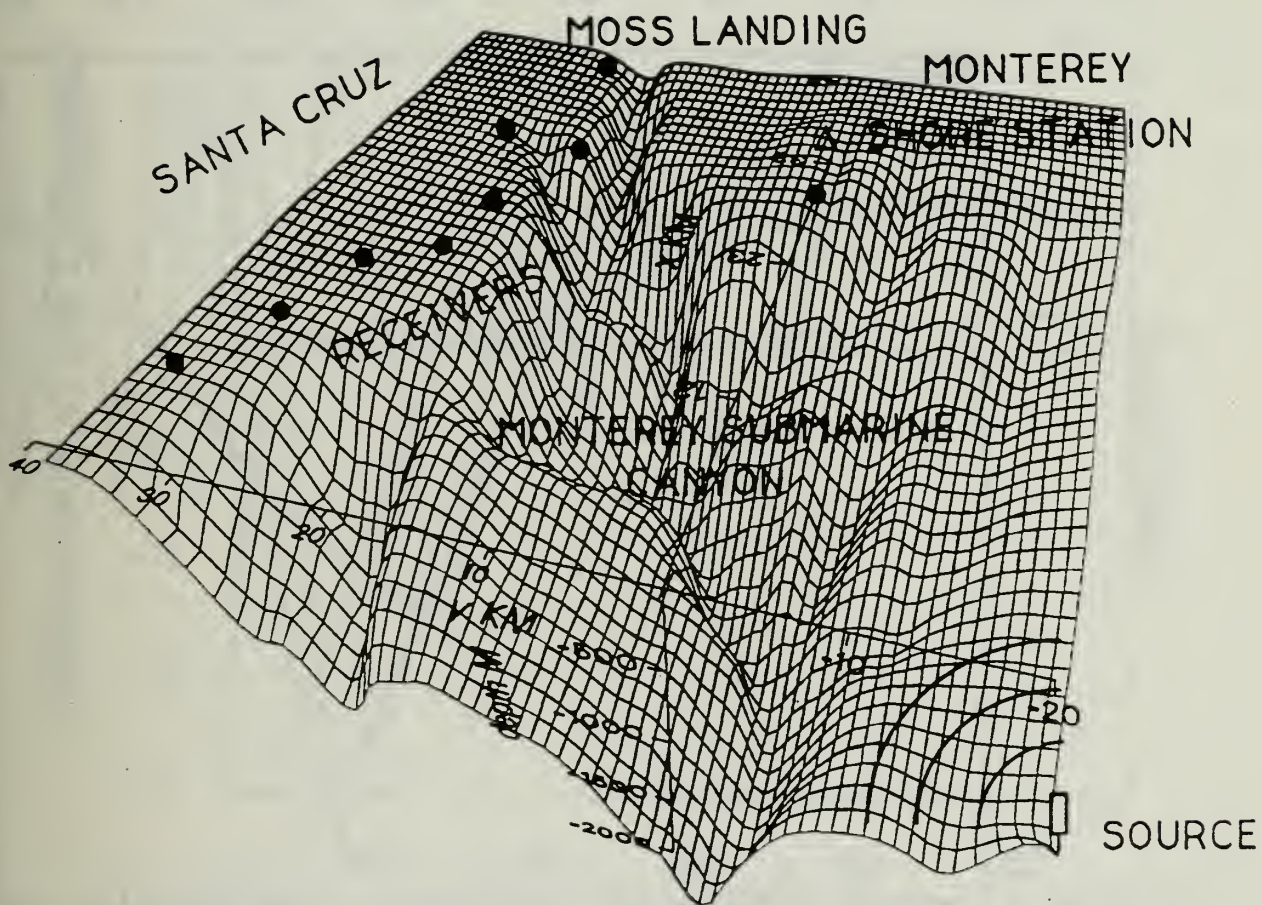 MOSS LANDING
MONTEREY
SANTA CRUZ
SHORE STATION
RECEIVERS
MONTEREY SUBMARINE
CANYON
40
30
20
10
Y KM
-10
-20
-500
-1000
-1500
-2000
SOURCE